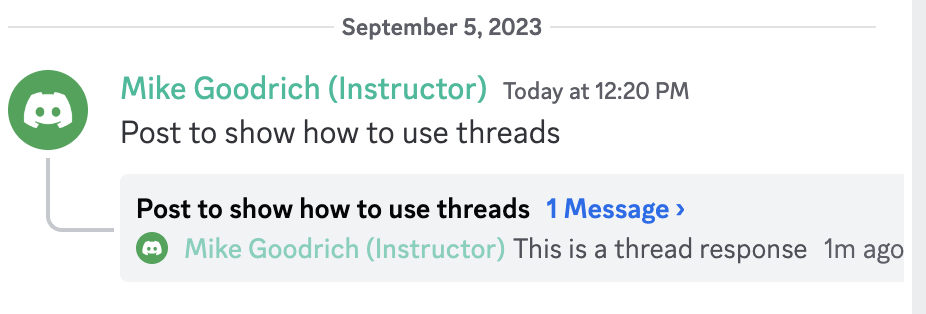 September 5, 2023
Mike Goodrich (Instructor) Today at 12:20 PM
Post to show how to use threads
Post to show how to use threads 1 Message ›
Mike Goodrich (Instructor) This is a thread response 1m ago